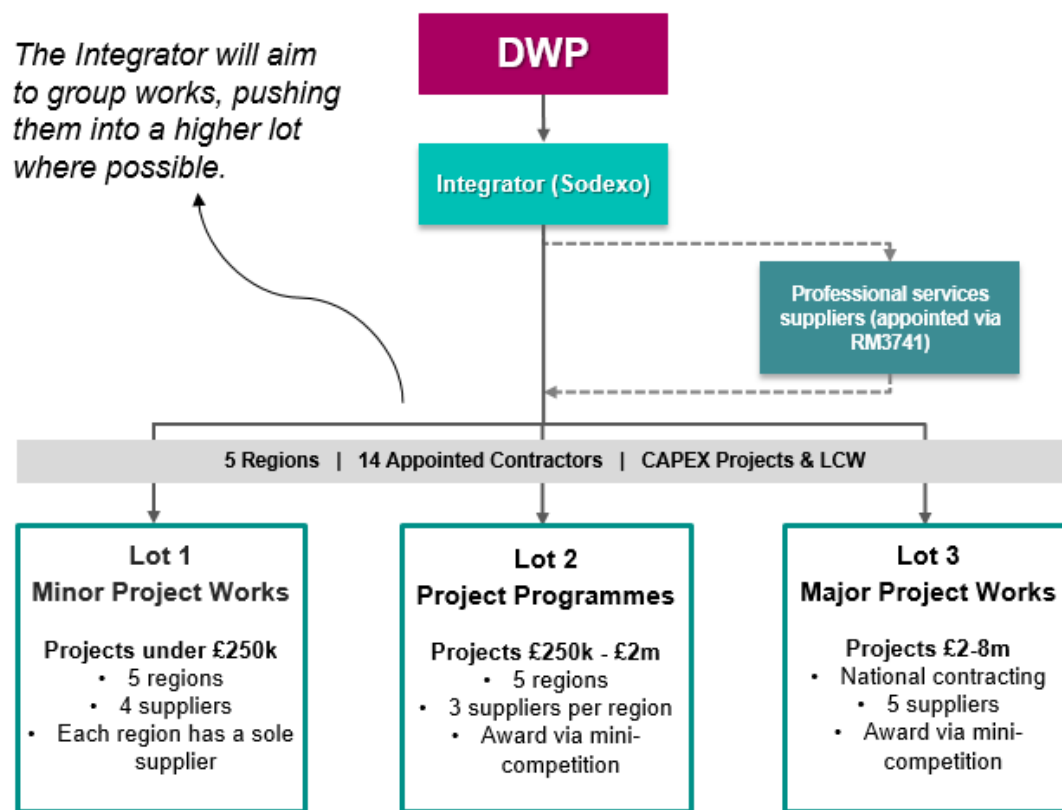 The Integrator will aim
to group works, pushing
them into a higher lot
where possible.
DWP
Integrator (Sodexo)
Professional services
suppliers (appointed via
RM3741)
5 Regions | 14 Appointed Contractors | CAPEX Projects & LCW
Lot 1
Minor Project Works
Projects under £250k
• 5 regions
• 4 suppliers
• Each region has a sole
supplier
Lot 2
Project Programmes
Projects £250k - £2m
• 5 regions
• 3 suppliers per region
• Award via mini-
competition
Lot 3
Major Project Works
Projects £2-8m
• National contracting
• 5 suppliers
• Award via mini-
competition